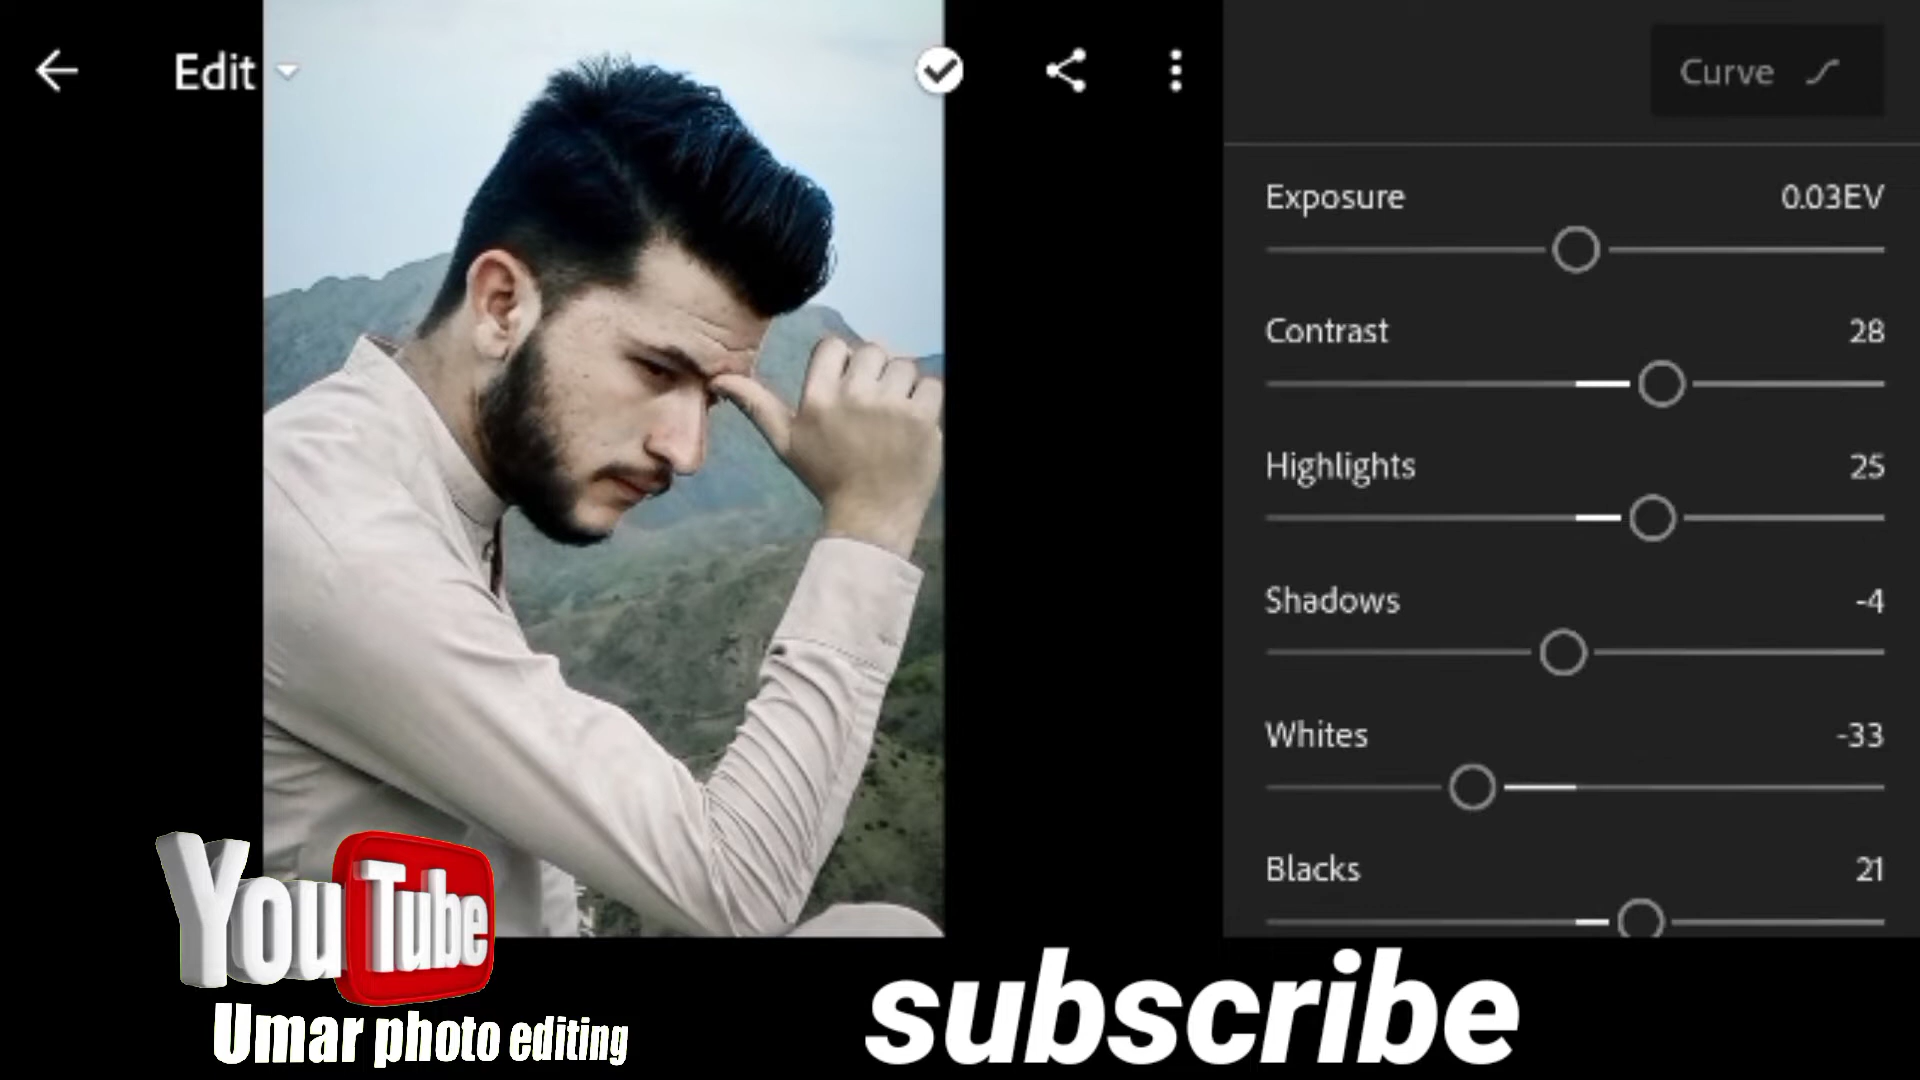 Edit
Curve
Exposure 0.03EV
Contrast 28
Highlights 25
Shadows -4
Whites -33
Blacks 21
YouTube
Umar photo editing
subscribe